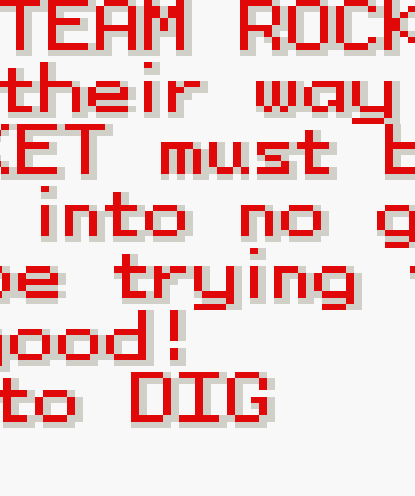 TEAM ROCK
their way
KET must b
into no g
be trying
good!
to DIG